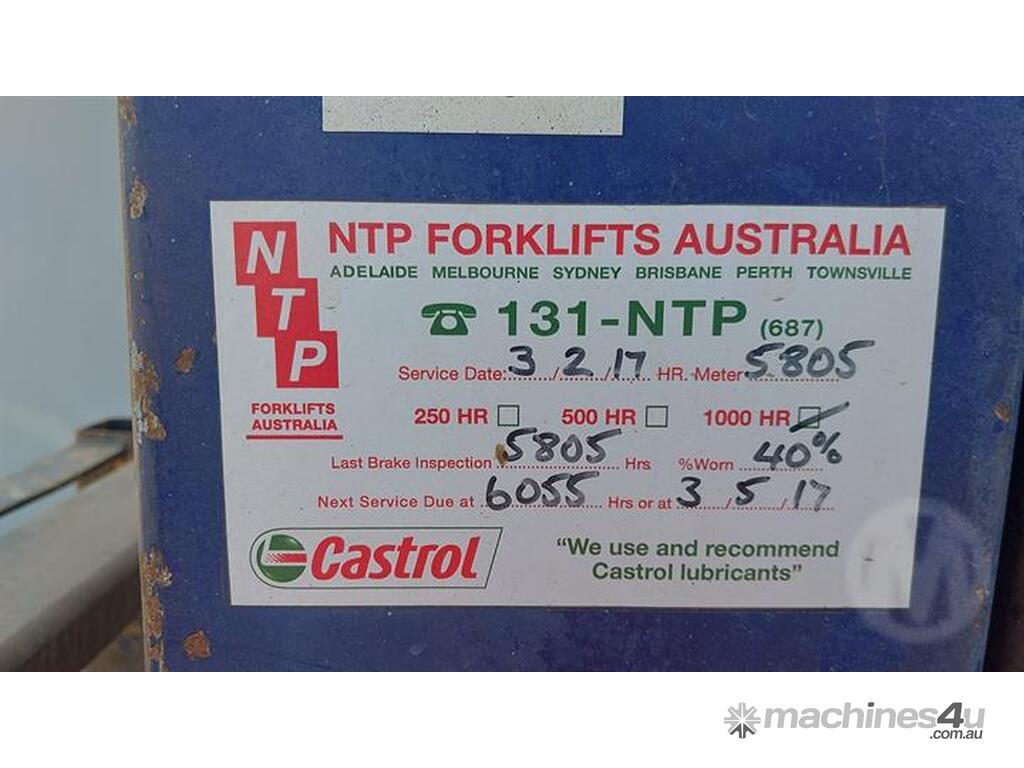 NTP
NTP FORKLIFTS AUSTRALIA
ADELAIDE MELBOURNE SYDNEY BRISBANE PERTH TOWNSVILLE
131-NTP (687)
Service Date: 3 / 2 / 17 HR. Meter 5805
FORKLIFTS
AUSTRALIA
250 HR 500 HR 1000 HR
Last Brake Inspection 5805 Hrs % Worn 40%
Next Service Due at 6055 Hrs or at 3 / 5 / 17
Castrol
"We use and recommend
Castrol lubricants"
M
machines4u
.com.au